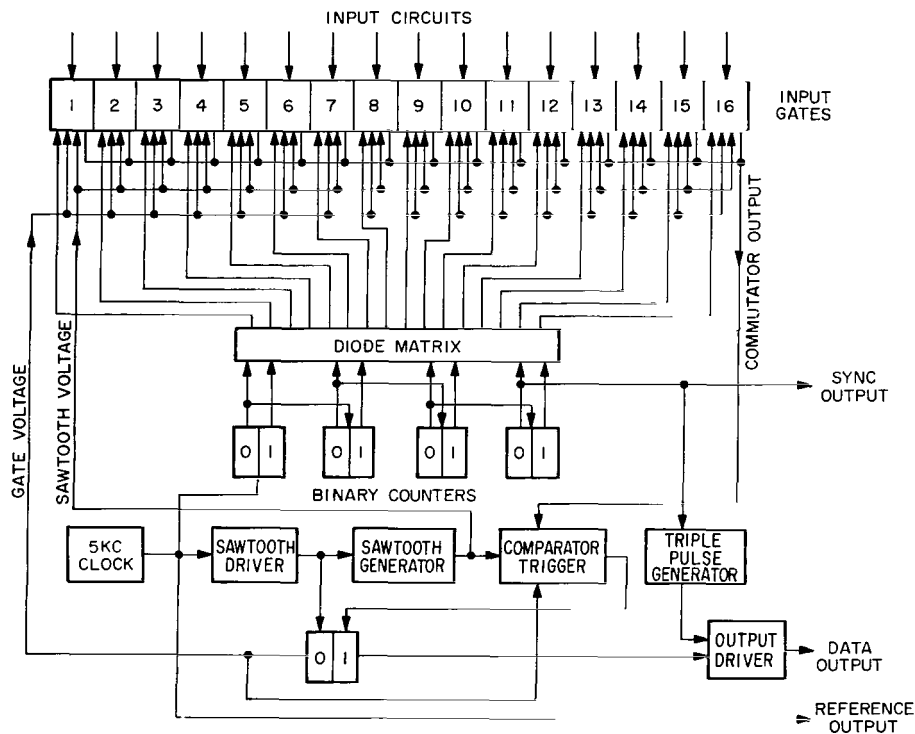 INPUT CIRCUITS
1 2 3 4 5 6 7 8 9 10 11 12 13 14 15 16
INPUT
GATES
GATE VOLTAGE
SAWTOOTH VOLTAGE
COMMUTATOR OUTPUT
DIODE MATRIX
SYNC
OUTPUT
0 1 0 1 0 1 0 1
BINARY COUNTERS
5KC
CLOCK
SAWTOOTH
DRIVER
SAWTOOTH
GENERATOR
COMPARATOR
TRIGGER
TRIPLE
PULSE
GENERATOR
0 1
OUTPUT
DRIVER
DATA
OUTPUT
REFERENCE
OUTPUT